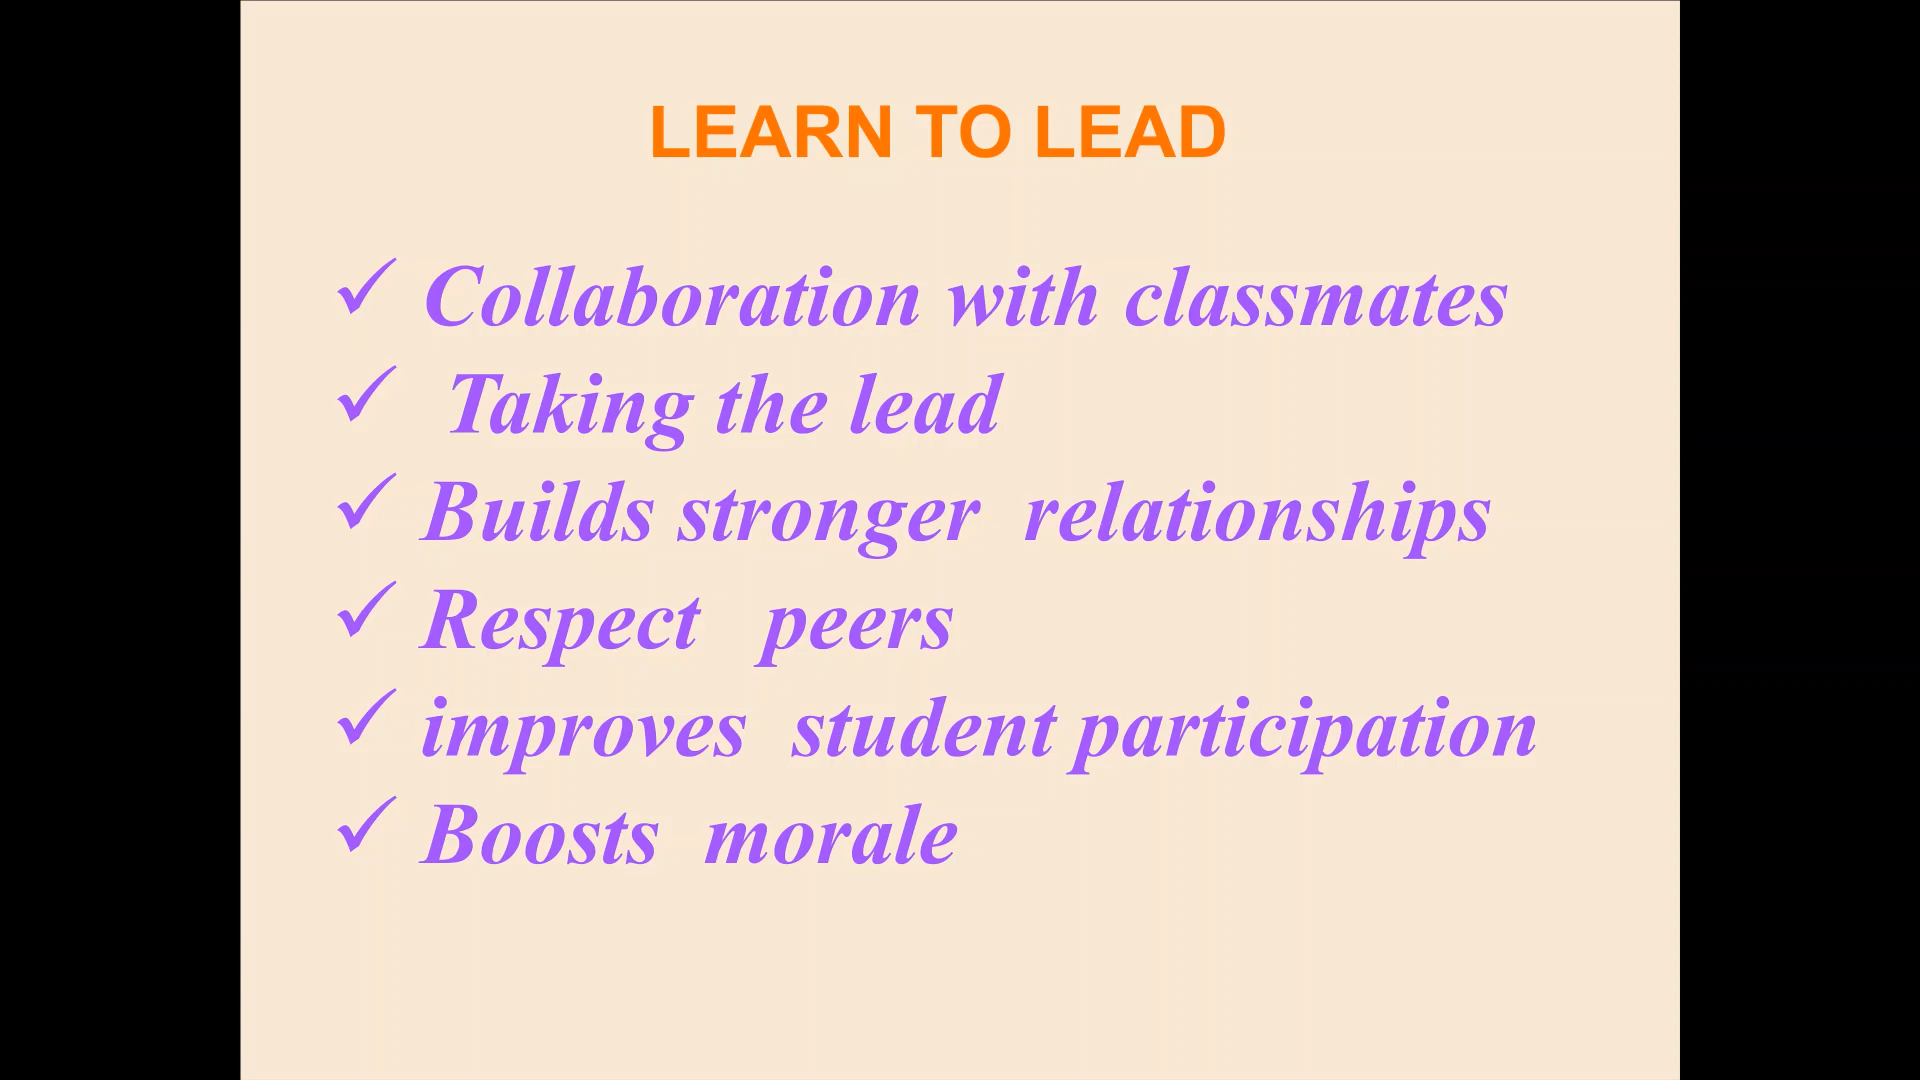 LEARN TO LEAD
✓ Collaboration with classmates
✓ Taking the lead
✓ Builds stronger relationships
✓ Respect peers
✓ improves student participation
✓ Boosts morale